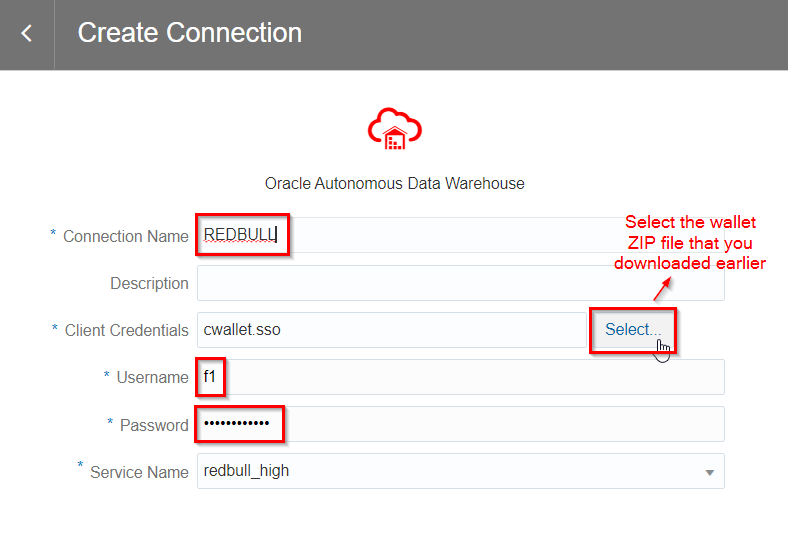 Create Connection
Oracle Autonomous Data Warehouse
* Connection Name REDBULL
Select the wallet
ZIP file that you
downloaded earlier
Description
* Client Credentials cwallet.sso Select...
* Username f1
* Password ••••••••••••
* Service Name redbull_high